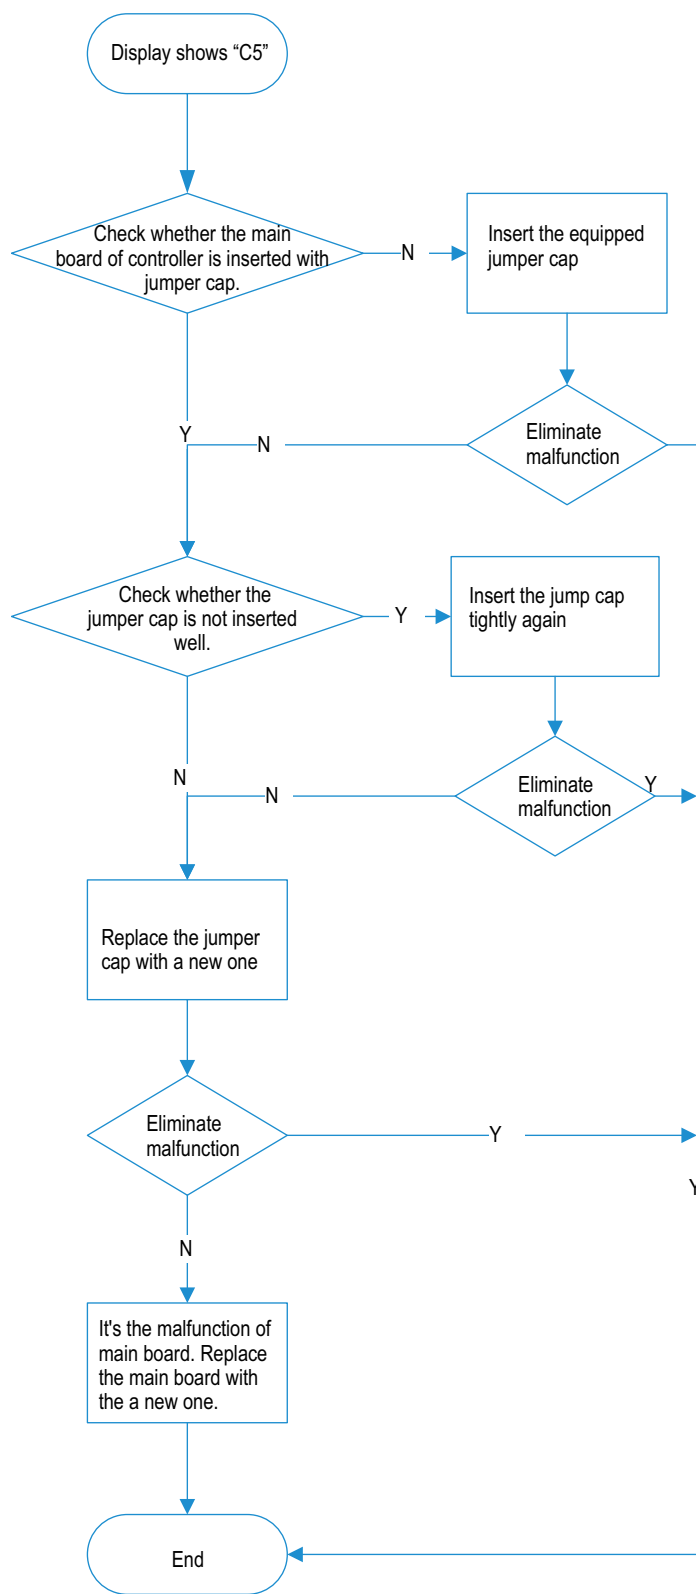 Display shows “C5”
Check whether the main
board of controller is inserted with
jumper cap.
N
Insert the equipped
jumper cap
Y
N
Eliminate
malfunction
Check whether the
jumper cap is not inserted
well.
Y
Insert the jump cap
tightly again
N
N
Eliminate
malfunction
Y
Replace the jumper
cap with a new one
Eliminate
malfunction
Y
Y
N
It's the malfunction of
main board. Replace
the main board with
the a new one.
End